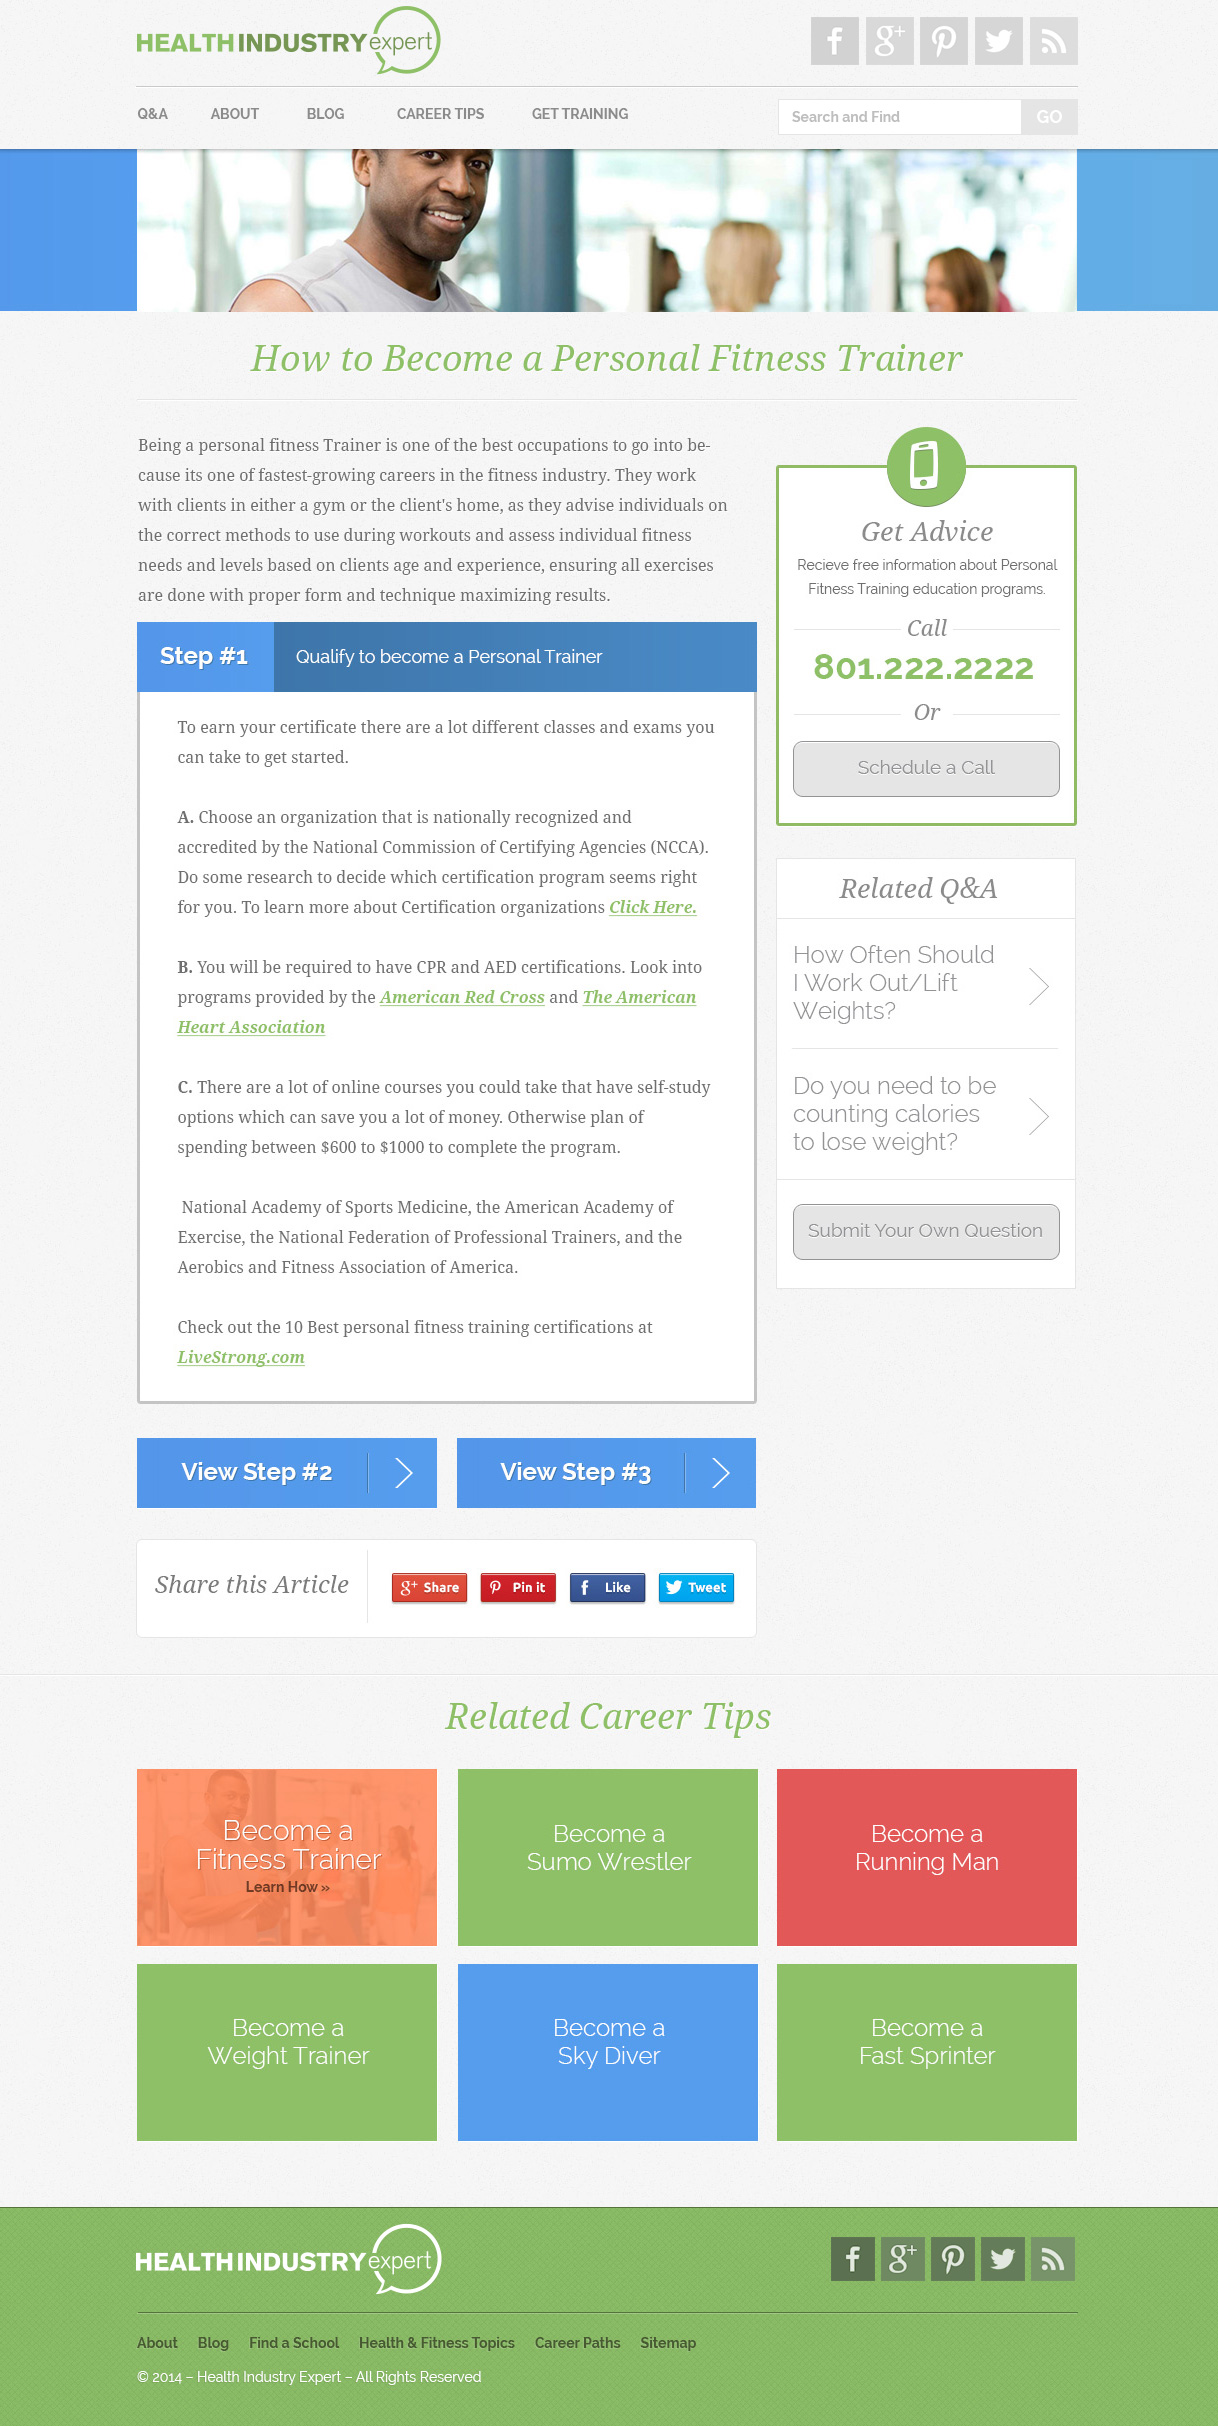 HEALTH INDUSTRY expert
Q&A ABOUT BLOG CAREER TIPS GET TRAINING
Search and Find GO
How to Become a Personal Fitness Trainer
Being a personal fitness Trainer is one of the best occupations to go into be-
cause its one of fastest-growing careers in the fitness industry. They work
with clients in either a gym or the client's home, as they advise individuals on
the correct methods to use during workouts and assess individual fitness
needs and levels based on clients age and experience, ensuring all exercises
are done with proper form and technique maximizing results.
Step #1 Qualify to become a Personal Trainer
To earn your certificate there are a lot different classes and exams you
can take to get started.
A. Choose an organization that is nationally recognized and
accredited by the National Commission of Certifying Agencies (NCCA).
Do some research to decide which certification program seems right
for you. To learn more about Certification organizations Click Here.
B. You will be required to have CPR and AED certifications. Look into
programs provided by the American Red Cross and The American
Heart Association
C. There are a lot of online courses you could take that have self-study
options which can save you a lot of money. Otherwise plan of
spending between $600 to $1000 to complete the program.
National Academy of Sports Medicine, the American Academy of
Exercise, the National Federation of Professional Trainers, and the
Aerobics and Fitness Association of America.
Check out the 10 Best personal fitness training certifications at
LiveStrong.com
View Step #2
View Step #3
Share this Article
g+ Share
Pin it
f Like
Tweet
Get Advice
Recieve free information about Personal
Fitness Training education programs.
Call
801.222.2222
Or
Schedule a Call
Related Q&A
How Often Should
I Work Out/Lift
Weights?
Do you need to be
counting calories
to lose weight?
Submit Your Own Question
Related Career Tips
Become a
Fitness Trainer
Learn How »
Become a
Sumo Wrestler
Become a
Running Man
Become a
Weight Trainer
Become a
Sky Diver
Become a
Fast Sprinter
HEALTH INDUSTRY expert
About Blog Find a School Health & Fitness Topics Career Paths Sitemap
© 2014 – Health Industry Expert – All Rights Reserved